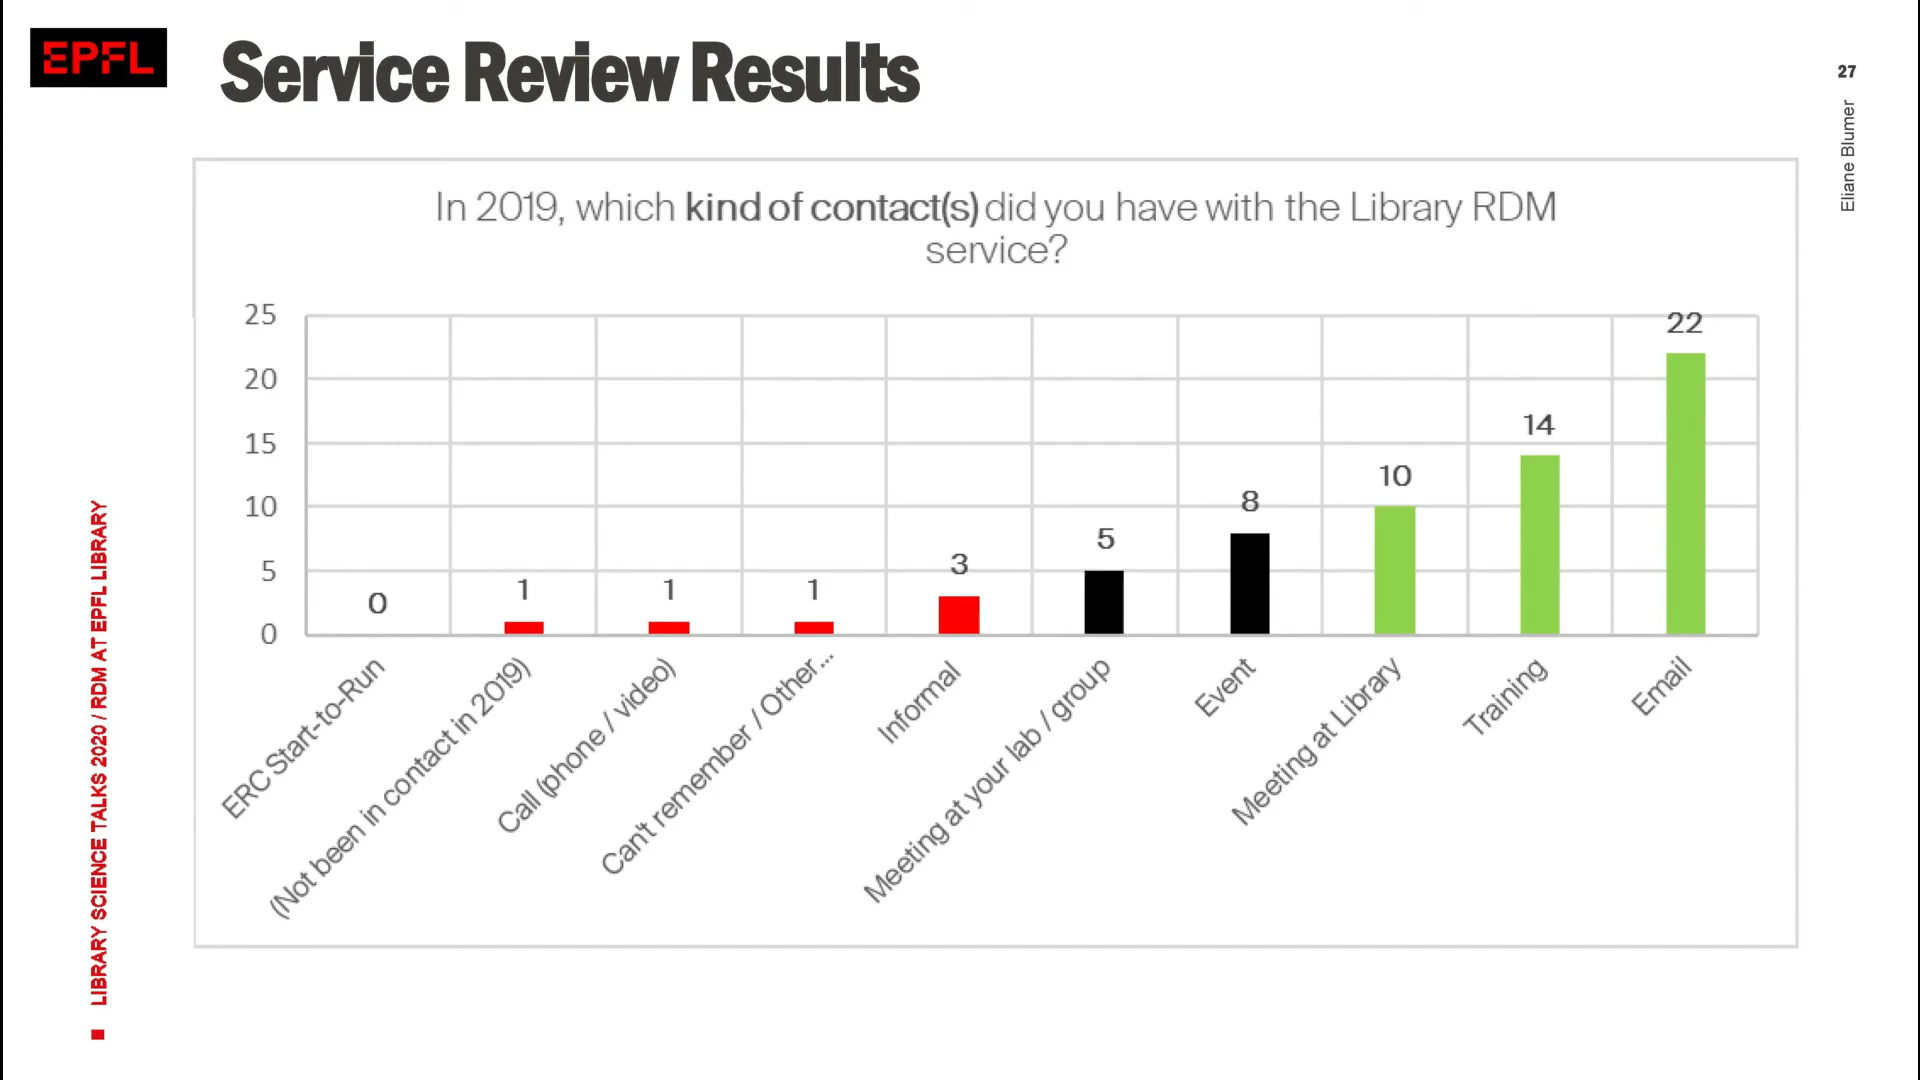 EPFL
Service Review Results
27
Eliane Blumer
In 2019, which kind of contact(s) did you have with the Library RDM
service?
25
20
15
10
5
0
0
1
1
1
3
5
8
10
14
22
ERC Start-to-Run
(Not been in contact in 2019)
Call (phone / video)
Can't remember / Other...
Informal
Meeting at your lab / group
Event
Meeting at Library
Training
Email
LIBRARY SCIENCE TALKS 2020 / RDM AT EPFL LIBRARY